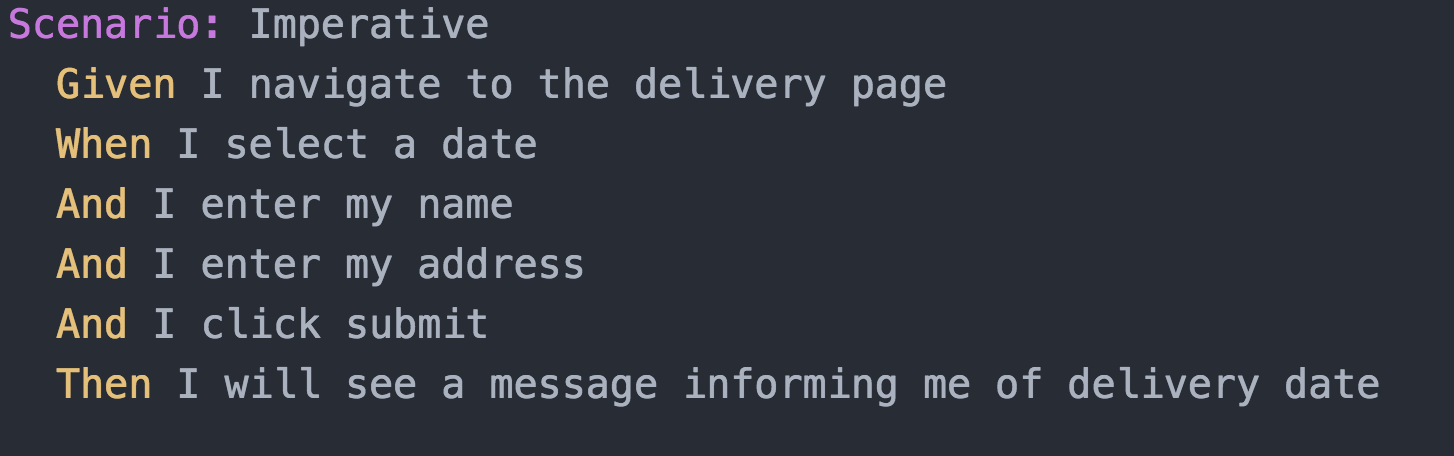 Scenario: Imperative
Given I navigate to the delivery page
When I select a date
And I enter my name
And I enter my address
And I click submit
Then I will see a message informing me of delivery date